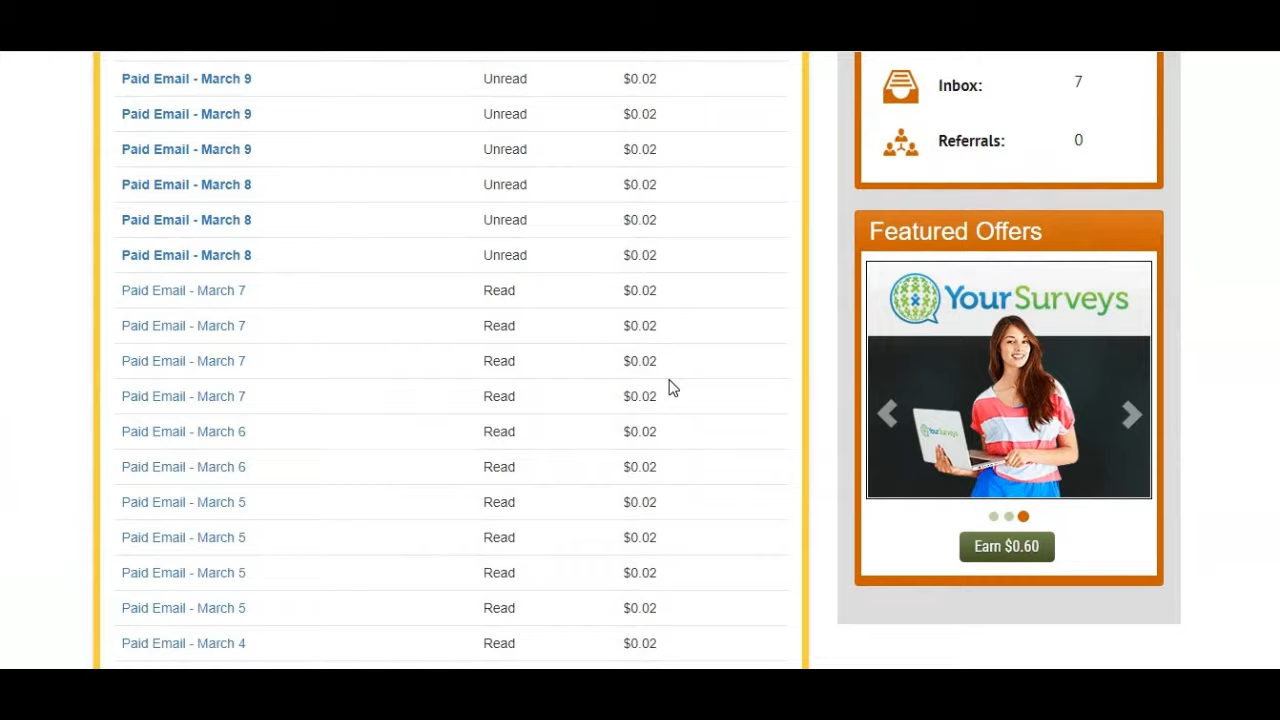 Paid Email - March 9 Unread $0.02
Paid Email - March 9 Unread $0.02
Paid Email - March 9 Unread $0.02
Paid Email - March 8 Unread $0.02
Paid Email - March 8 Unread $0.02
Paid Email - March 8 Unread $0.02
Paid Email - March 7 Read $0.02
Paid Email - March 7 Read $0.02
Paid Email - March 7 Read $0.02
Paid Email - March 7 Read $0.02
Paid Email - March 6 Read $0.02
Paid Email - March 6 Read $0.02
Paid Email - March 5 Read $0.02
Paid Email - March 5 Read $0.02
Paid Email - March 5 Read $0.02
Paid Email - March 5 Read $0.02
Paid Email - March 4 Read $0.02
Inbox: 7
Referrals: 0
Featured Offers
YourSurveys
YourSurveys
Earn $0.60